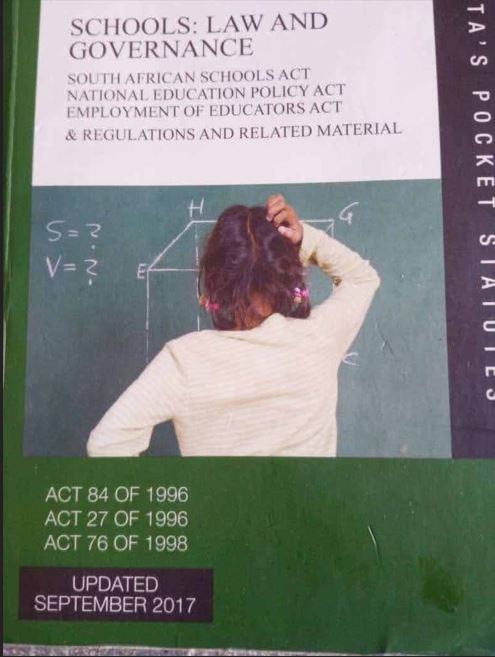 SCHOOLS: LAW AND
GOVERNANCE
SOUTH AFRICAN SCHOOLS ACT
NATIONAL EDUCATION POLICY ACT
EMPLOYMENT OF EDUCATORS ACT
& REGULATIONS AND RELATED MATERIAL
TA'S POCKET STATUTES
H
G
S = ?
V = ?
E
C
ACT 84 OF 1996
ACT 27 OF 1996
ACT 76 OF 1998
UPDATED
SEPTEMBER 2017